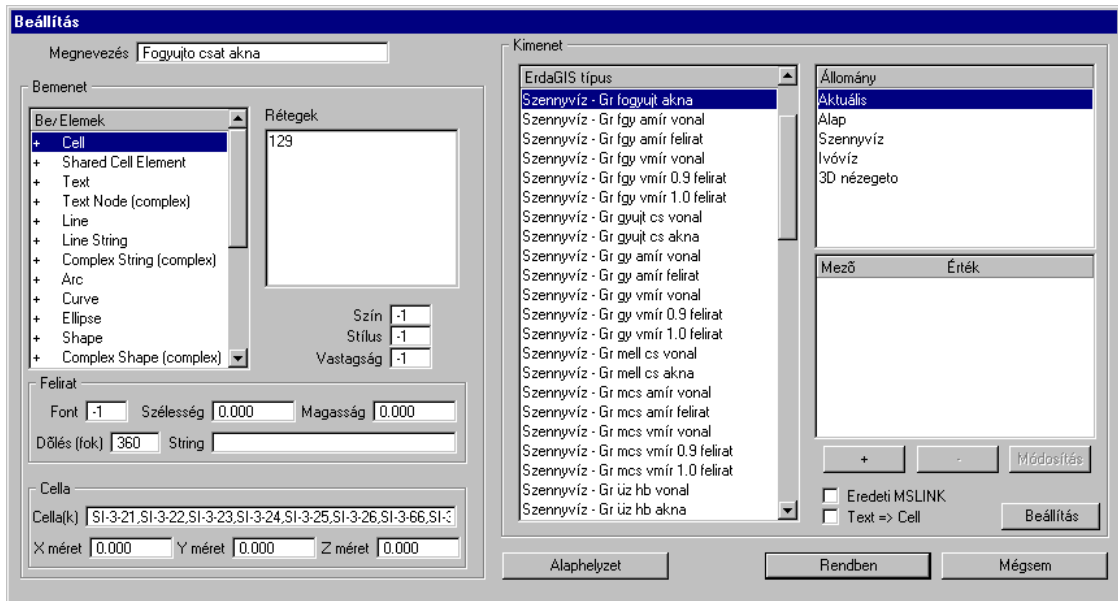 Beállítás
Megnevezés Fogyujto csat akna
Bemenet
Be/ Elemek
+ Cell
+ Shared Cell Element
+ Text
+ Text Node (complex)
+ Line
+ Line String
+ Complex String (complex)
+ Arc
+ Curve
+ Ellipse
+ Shape
+ Complex Shape (complex)
Rétegek
129
Szín -1
Stílus -1
Vastagság -1
Felirat
Font -1 Szélesség 0.000 Magasság 0.000
Dõlés (fok) 360 String
Cella
Cella(k) SI-3-21,SI-3-22,SI-3-23,SI-3-24,SI-3-25,SI-3-26,SI-3-66,SI-3
X méret 0.000 Y méret 0.000 Z méret 0.000
Kimenet
ErdaGIS típus
Szennyvíz - Gr fogyujt akna
Szennyvíz - Gr fgy amír vonal
Szennyvíz - Gr fgy amír felirat
Szennyvíz - Gr fgy vmír vonal
Szennyvíz - Gr fgy vmír 0.9 felirat
Szennyvíz - Gr fgy vmír 1.0 felirat
Szennyvíz - Gr gyujt cs vonal
Szennyvíz - Gr gyujt cs akna
Szennyvíz - Gr gy amír vonal
Szennyvíz - Gr gy amír felirat
Szennyvíz - Gr gy vmír vonal
Szennyvíz - Gr gy vmír 0.9 felirat
Szennyvíz - Gr gy vmír 1.0 felirat
Szennyvíz - Gr mell cs vonal
Szennyvíz - Gr mell cs akna
Szennyvíz - Gr mcs amír vonal
Szennyvíz - Gr mcs amír felirat
Szennyvíz - Gr mcs vmír vonal
Szennyvíz - Gr mcs vmír 0.9 felirat
Szennyvíz - Gr mcs vmír 1.0 felirat
Szennyvíz - Gr üz hb vonal
Szennyvíz - Gr üz hb akna
Állomány
Aktuális
Alap
Szennyvíz
Ivóvíz
3D nézegeto
Mezõ Érték
+ - Módosítás
Eredeti MSLINK
Text => Cell
Beállítás
Alaphelyzet Rendben Mégsem